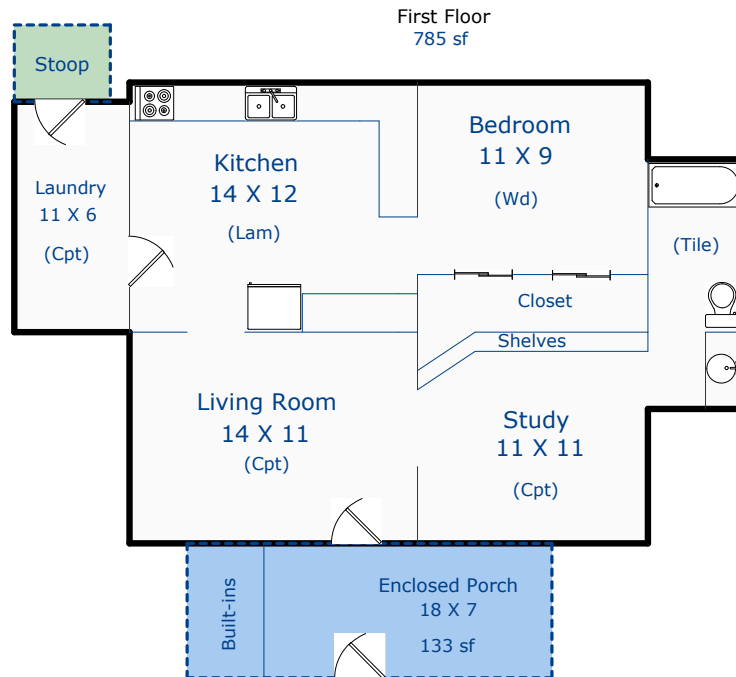 First Floor
785 sf
Stoop
Bedroom
11 X 9
(Wd)
Kitchen
14 X 12
(Lam)
Laundry
11 X 6
(Cpt)
(Tile)
Closet
Shelves
Living Room
14 X 11
(Cpt)
Study
11 X 11
(Cpt)
Built-ins
Enclosed Porch
18 X 7
133 sf